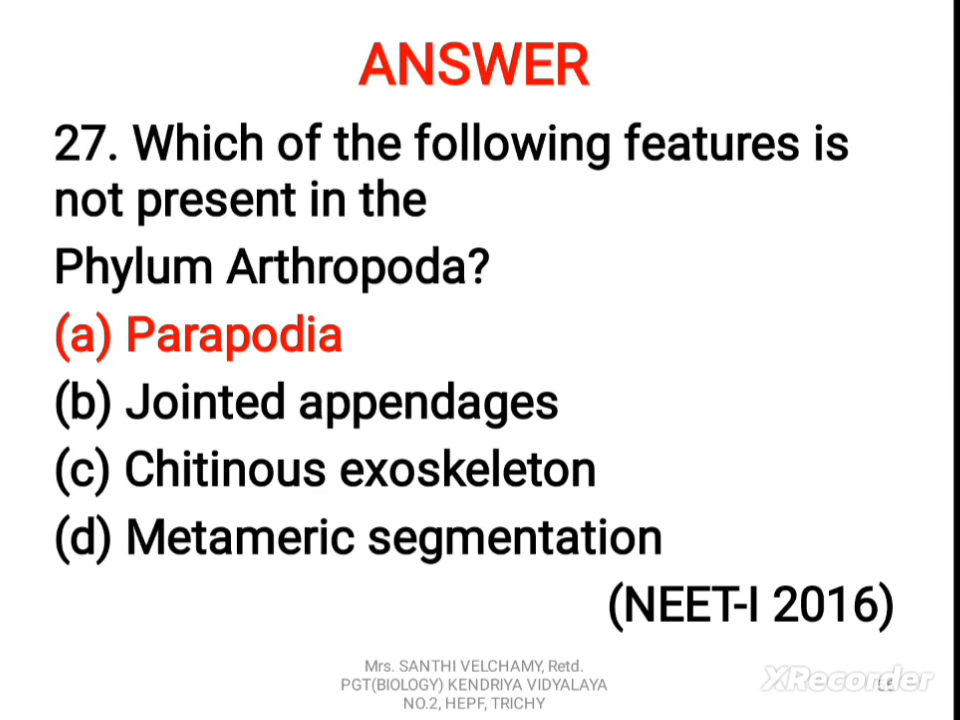 ANSWER
27. Which of the following features is
not present in the
Phylum Arthropoda?
(a) Parapodia
(b) Jointed appendages
(c) Chitinous exoskeleton
(d) Metameric segmentation
(NEET-I 2016)
Mrs. SANTHI VELCHAMY, Retd.
PGT(BIOLOGY) KENDRIYA VIDYALAYA
NO.2, HEPF, TRICHY
XRecorder